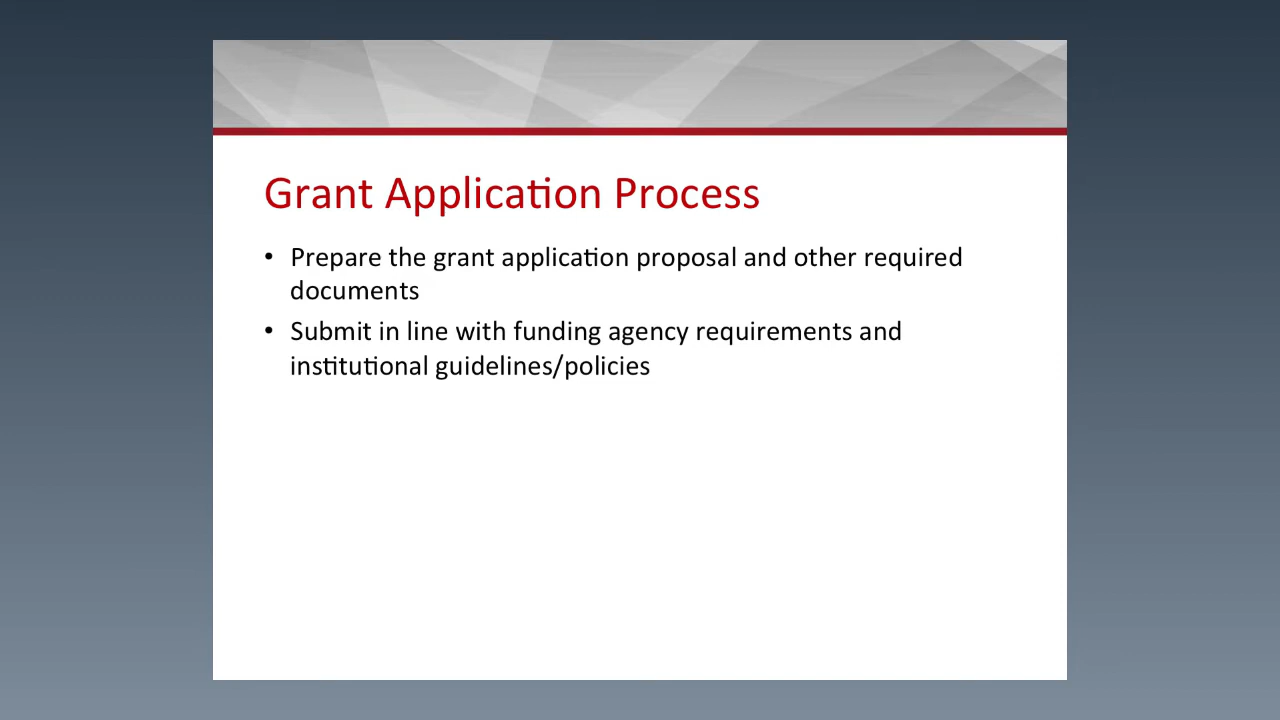 Grant Application Process
• Prepare the grant application proposal and other required
documents
• Submit in line with funding agency requirements and
institutional guidelines/policies